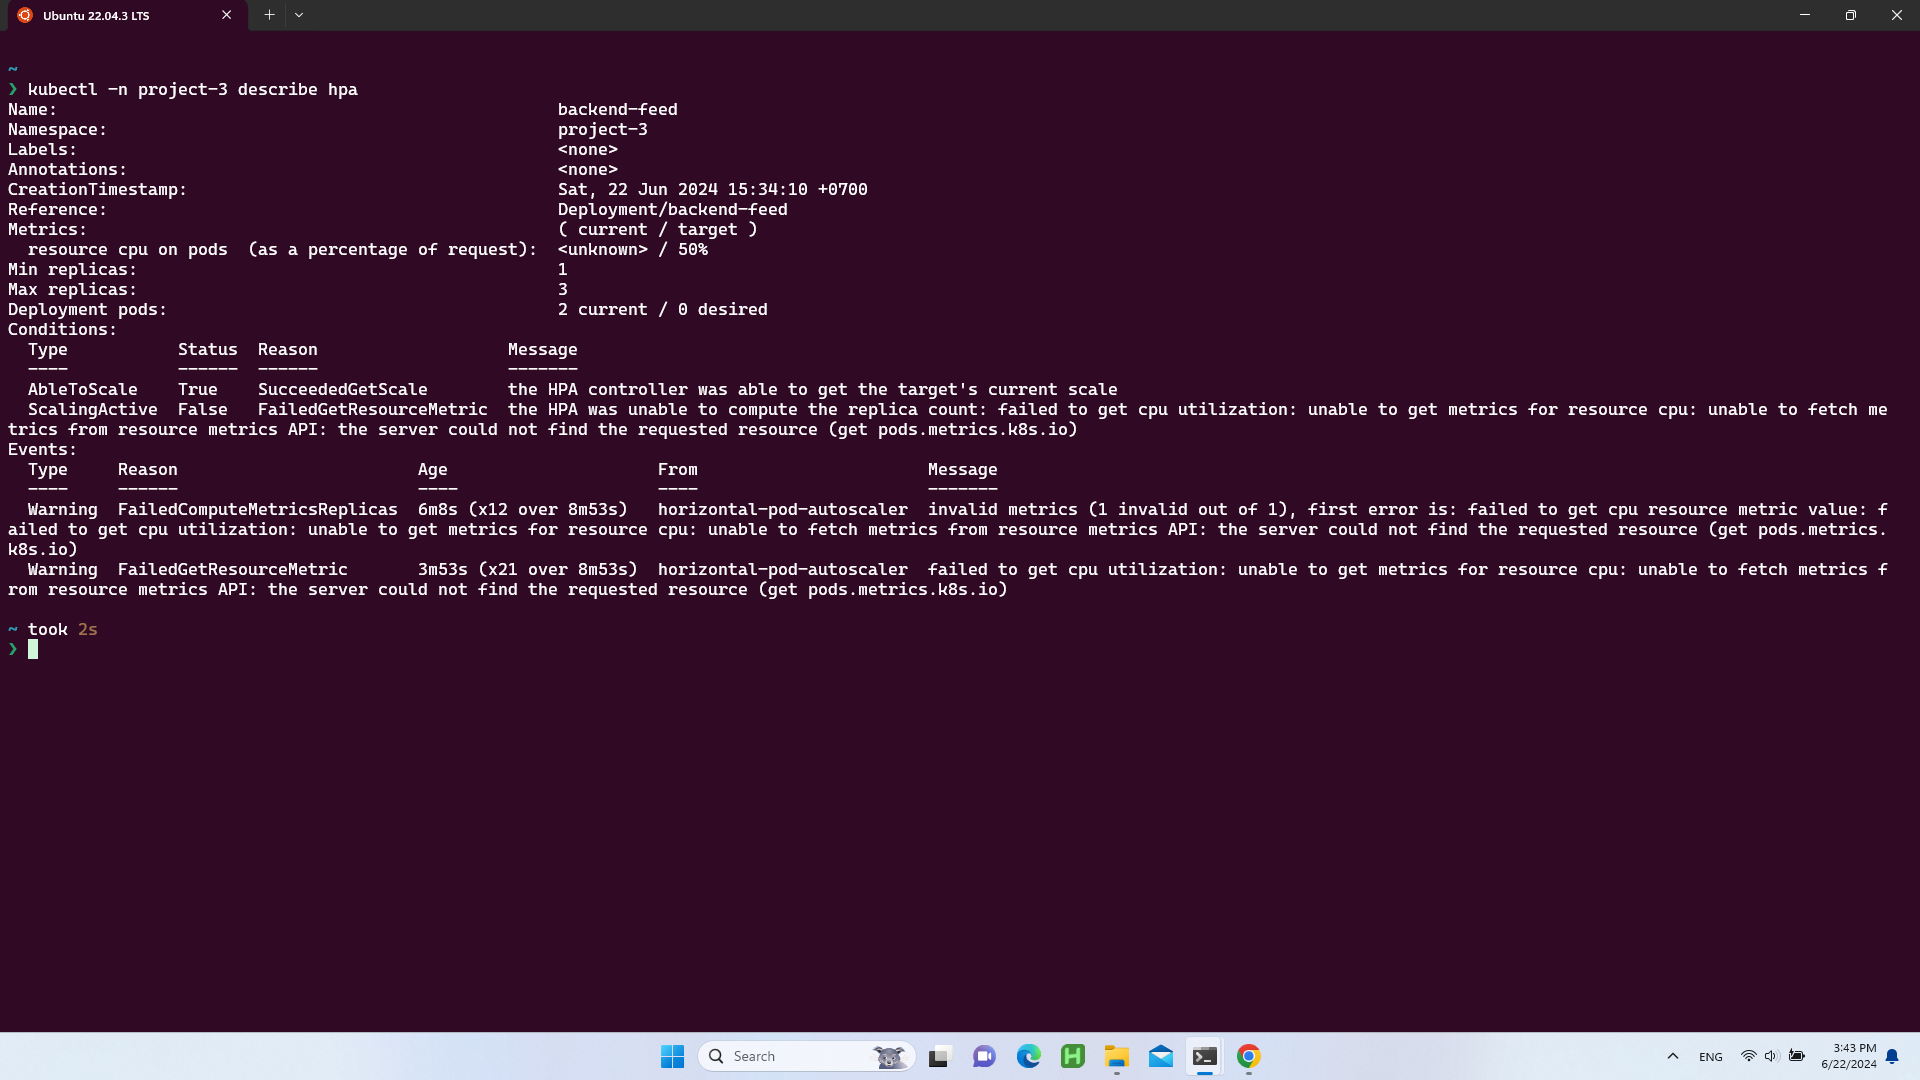 Ubuntu 22.04.3 LTS
~
❯ kubectl -n project-3 describe hpa
Name:                                                  backend-feed
Namespace:                                             project-3
Labels:                                                <none>
Annotations:                                           <none>
CreationTimestamp:                                     Sat, 22 Jun 2024 15:34:10 +0700
Reference:                                             Deployment/backend-feed
Metrics:                                               ( current / target )
  resource cpu on pods  (as a percentage of request):  <unknown> / 50%
Min replicas:                                          1
Max replicas:                                          3
Deployment pods:                                       2 current / 0 desired
Conditions:
  Type           Status  Reason                   Message
  ----           ------  ------                   -------
  AbleToScale    True    SucceededGetScale        the HPA controller was able to get the target's current scale
  ScalingActive  False   FailedGetResourceMetric  the HPA was unable to compute the replica count: failed to get cpu utilization: unable to get metrics for resource cpu: unable to fetch me
trics from resource metrics API: the server could not find the requested resource (get pods.metrics.k8s.io)
Events:
  Type     Reason                        Age                     From                       Message
  ----     ------                        ----                    ----                       -------
  Warning  FailedComputeMetricsReplicas  6m8s (x12 over 8m53s)   horizontal-pod-autoscaler  invalid metrics (1 invalid out of 1), first error is: failed to get cpu resource metric value: f
ailed to get cpu utilization: unable to get metrics for resource cpu: unable to fetch metrics from resource metrics API: the server could not find the requested resource (get pods.metrics.
k8s.io)
  Warning  FailedGetResourceMetric       3m53s (x21 over 8m53s)  horizontal-pod-autoscaler  failed to get cpu utilization: unable to get metrics for resource cpu: unable to fetch metrics f
rom resource metrics API: the server could not find the requested resource (get pods.metrics.k8s.io)
~ took 2s
❯
Search
ENG
3:43 PM
6/22/2024